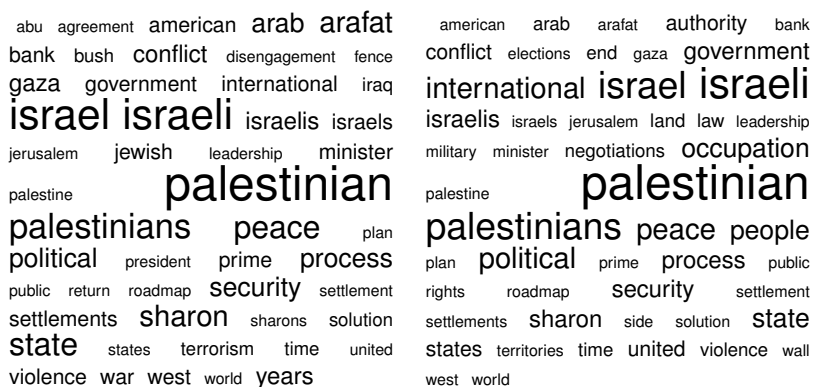 abu agreement american arab arafat
bank bush conflict disengagement fence
gaza government international iraq
israel israeli israelis israels
jerusalem jewish leadership minister
palestine palestinian
palestinians peace plan
political president prime process
public return roadmap security settlement
settlements sharon sharons solution
state states terrorism time united
violence war west world years
american arab arafat authority bank
conflict elections end gaza government
international israel israeli
israelis israels jerusalem land law leadership
military minister negotiations occupation
palestine palestinian
palestinians peace people
plan political prime process public
rights roadmap security settlement
settlements sharon side solution state
states territories time united violence wall
west world